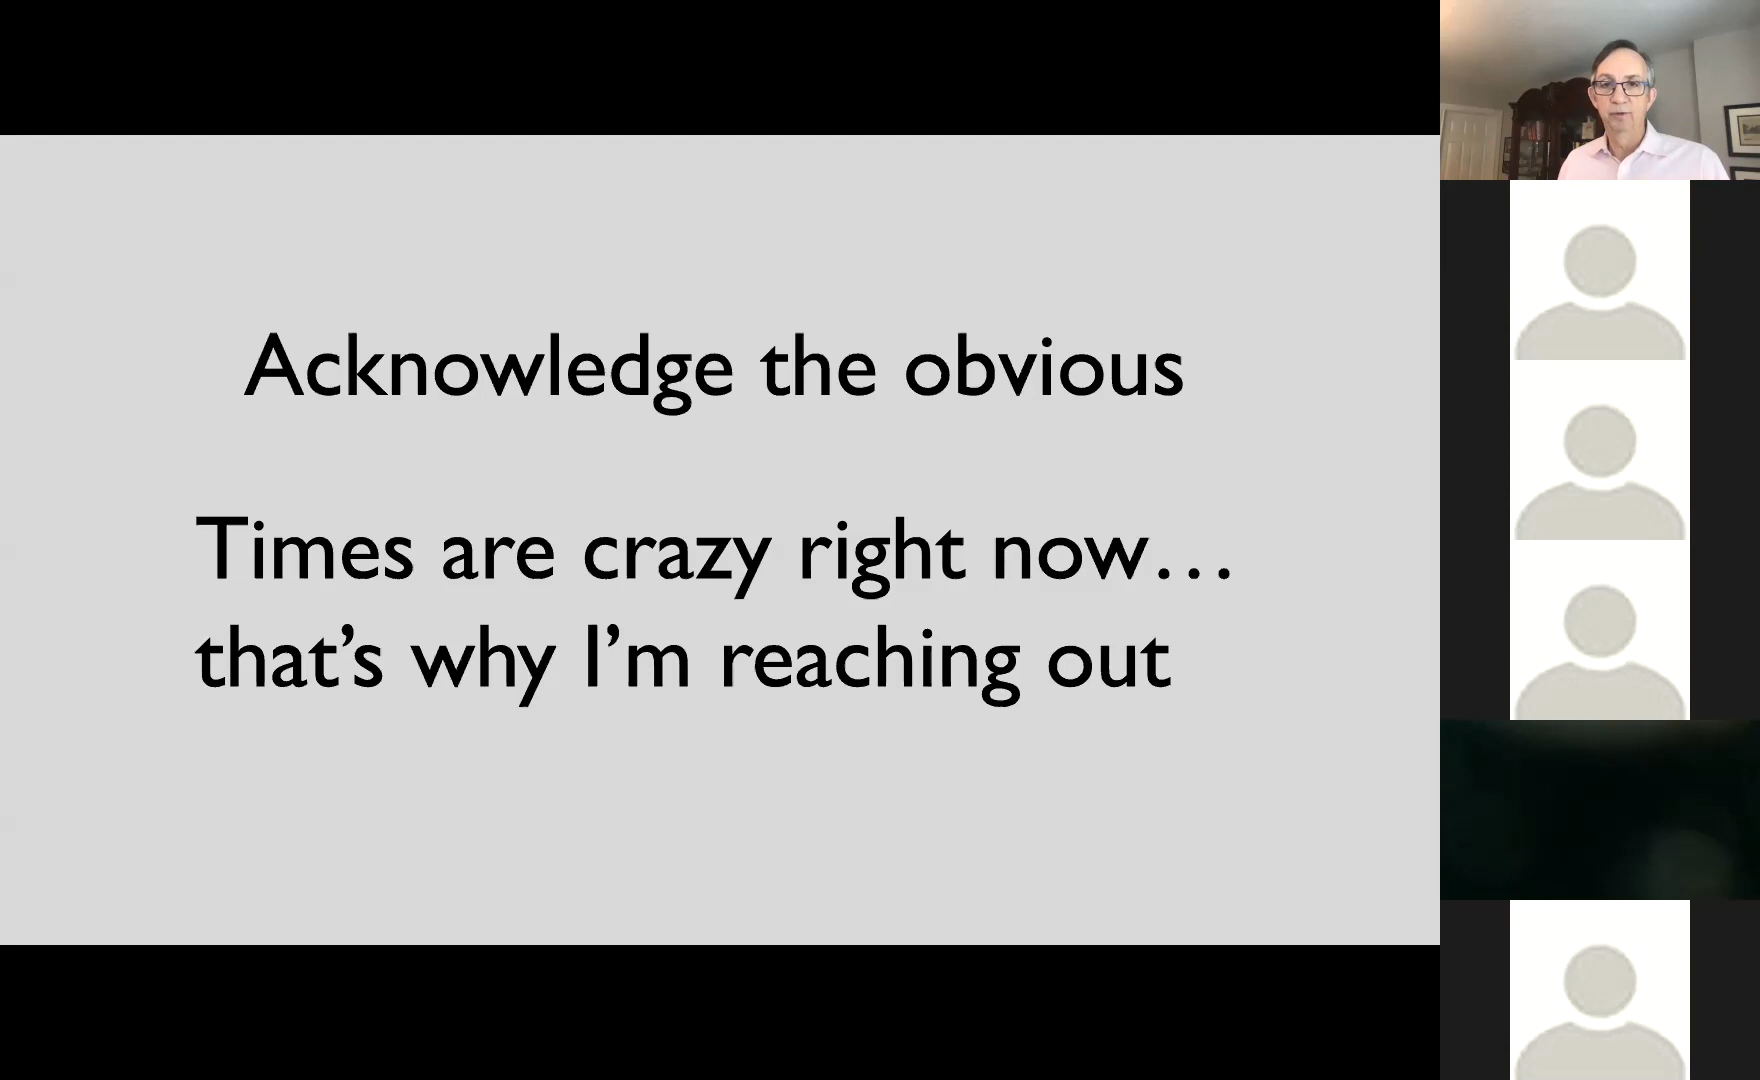 Acknowledge the obvious
Times are crazy right now…
that’s why I’m reaching out